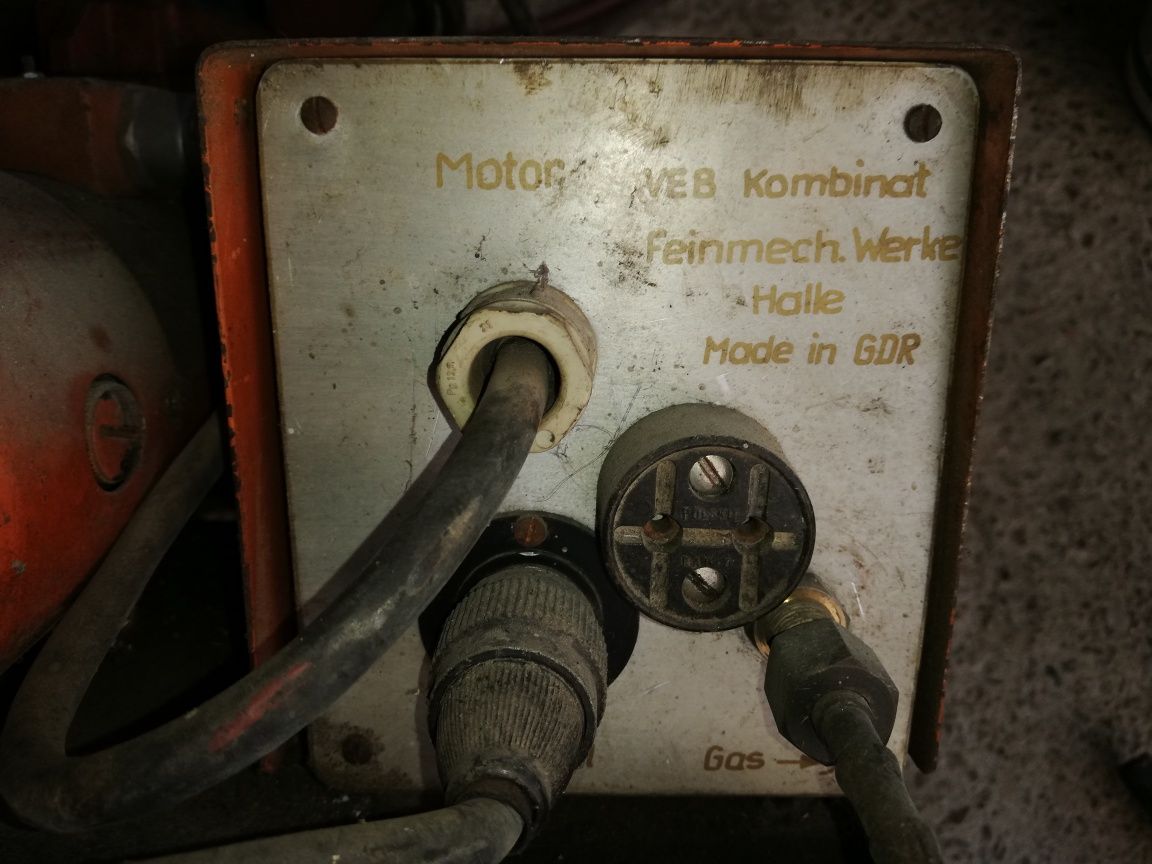 Motor
VEB Kombinat
Feinmech. Werke
Halle
Made in GDR
Gas